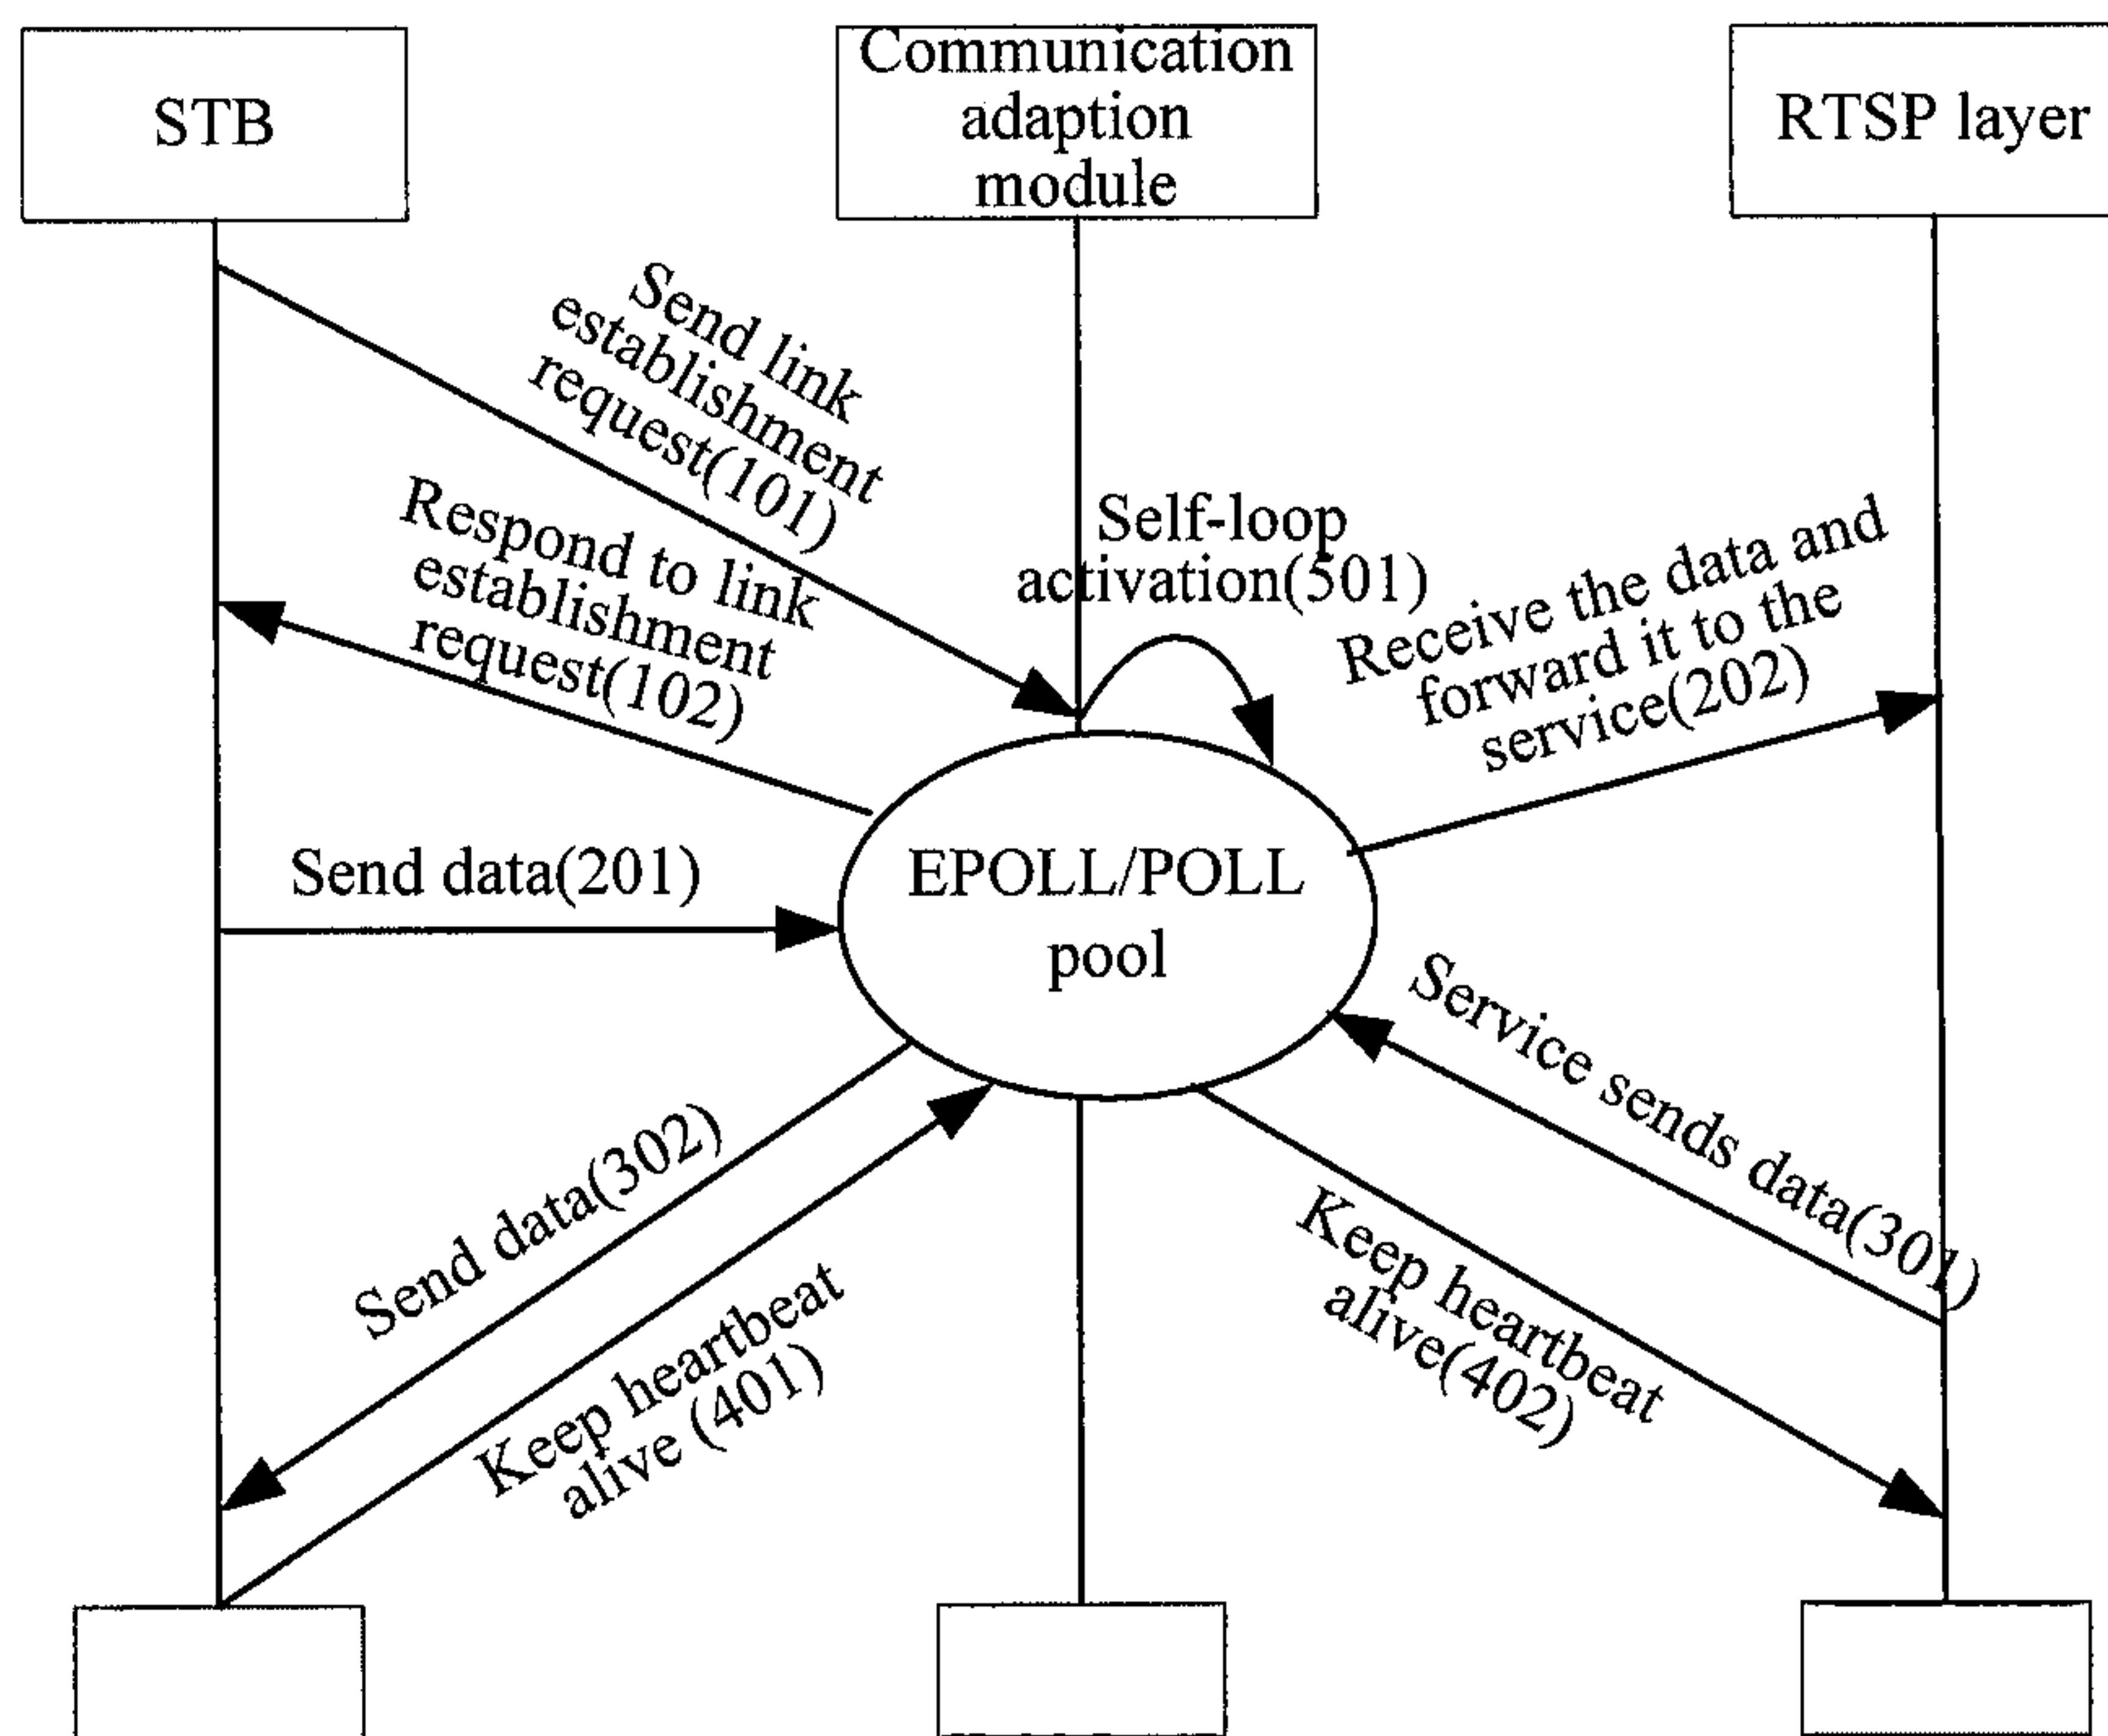 STB
Communication
adaption
module
RTSP layer
Send link
establishment
request(101)
Respond to link
establishment
request(102)
Self-loop
activation(501)
Receive the data and
forward it to the
service(202)
Send data(201)
EPOLL/POLL
pool
Service sends data(301)
Send data(302)
Keep heartbeat
alive (401)
Keep heartbeat
alive(402)